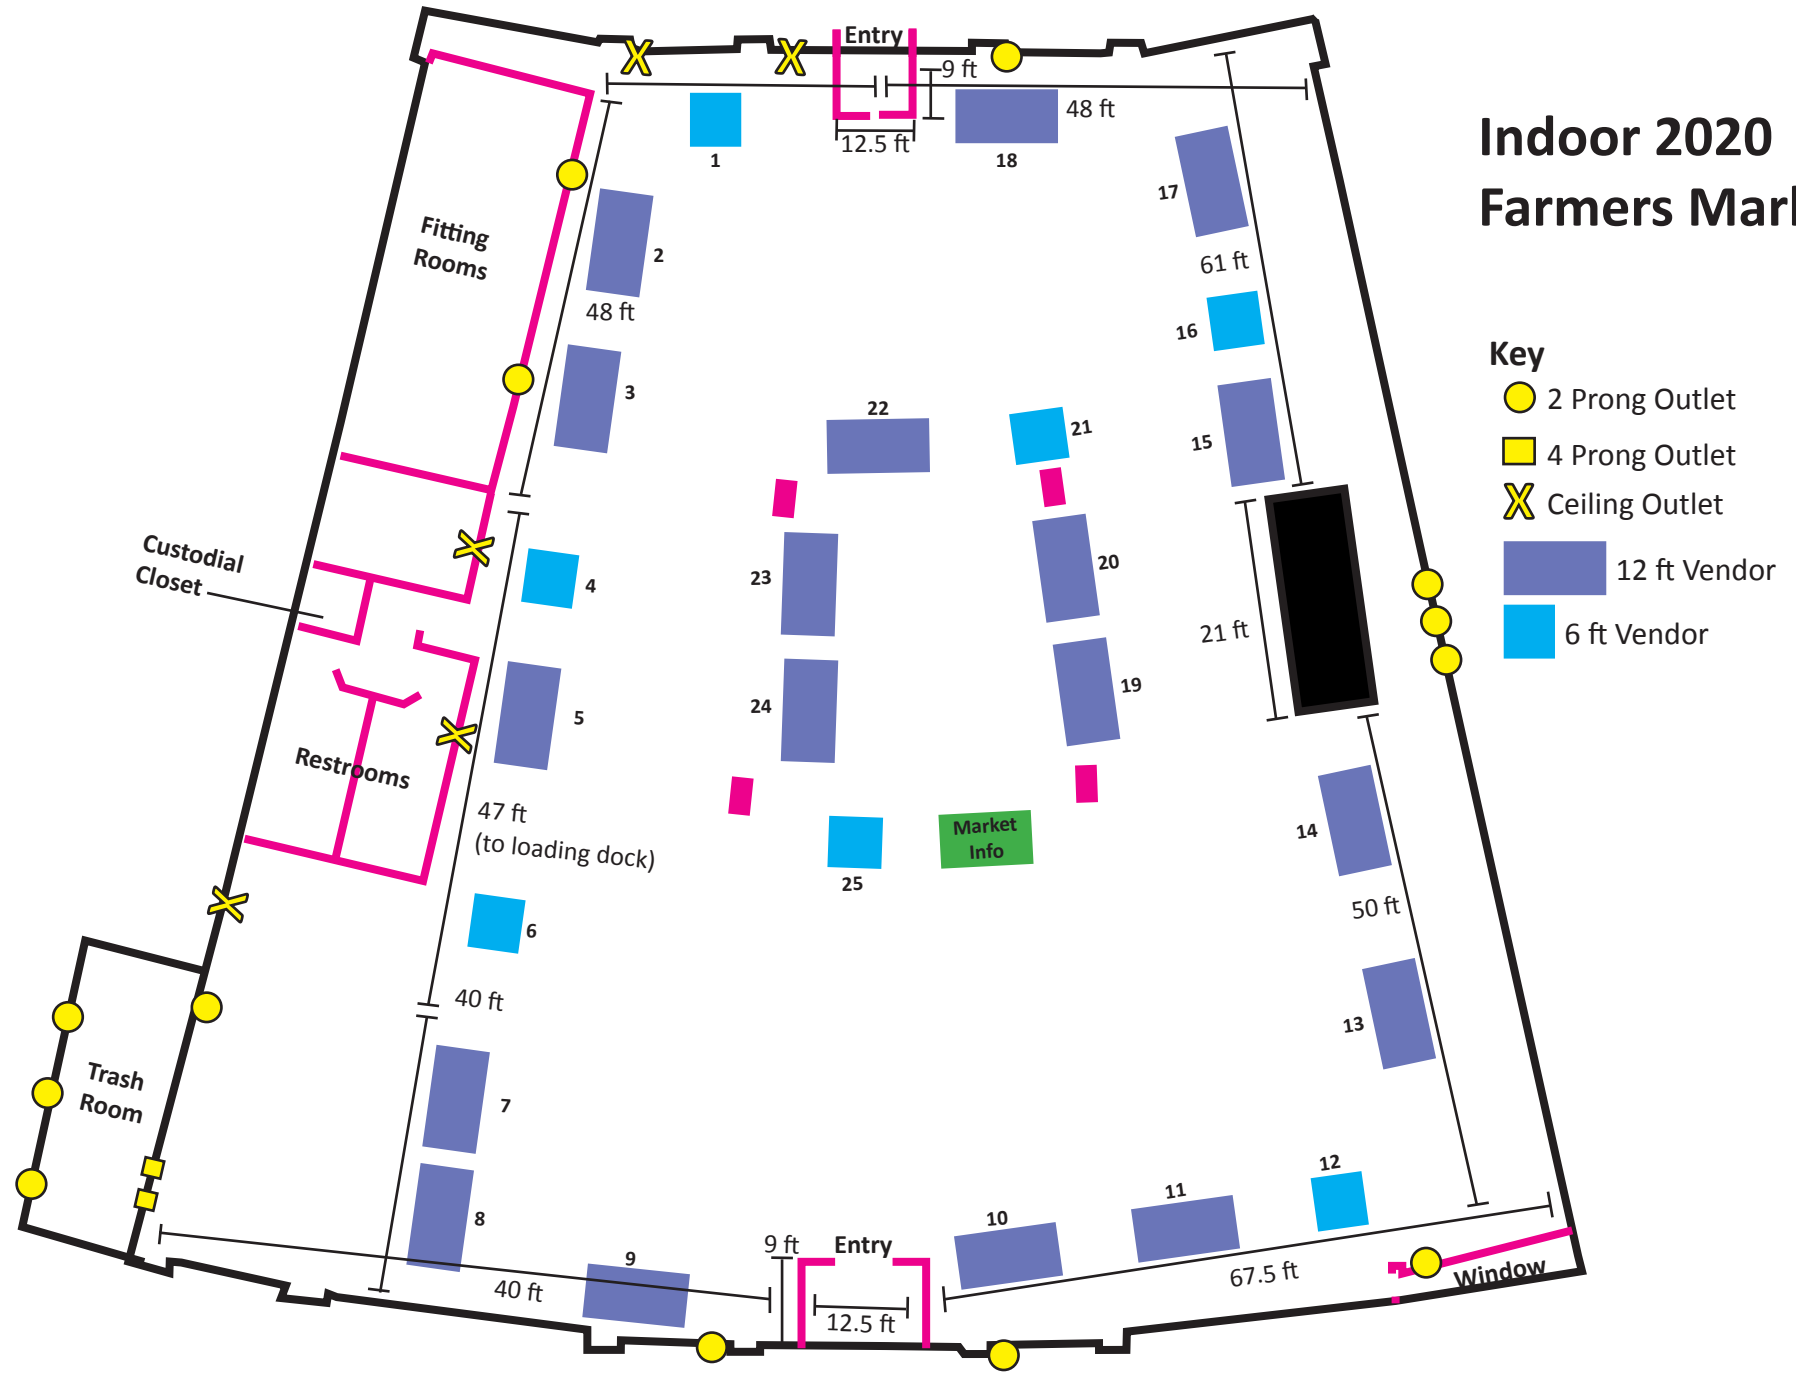 Entry
9 ft
48 ft
12.5 ft
1
18
17
Indoor 2020
Farmers Mar
Fitting
Rooms
2
61 ft
48 ft
16
Key
2 Prong Outlet
4 Prong Outlet
Ceiling Outlet
12 ft Vendor
6 ft Vendor
3
22
21
15
Custodial
Closet
4
23
20
21 ft
5
24
19
Restrooms
47 ft
(to loading dock)
Market
Info
14
25
6
50 ft
40 ft
13
Trash
Room
7
12
11
8
10
9
9 ft
Entry
40 ft
67.5 ft
Window
12.5 ft